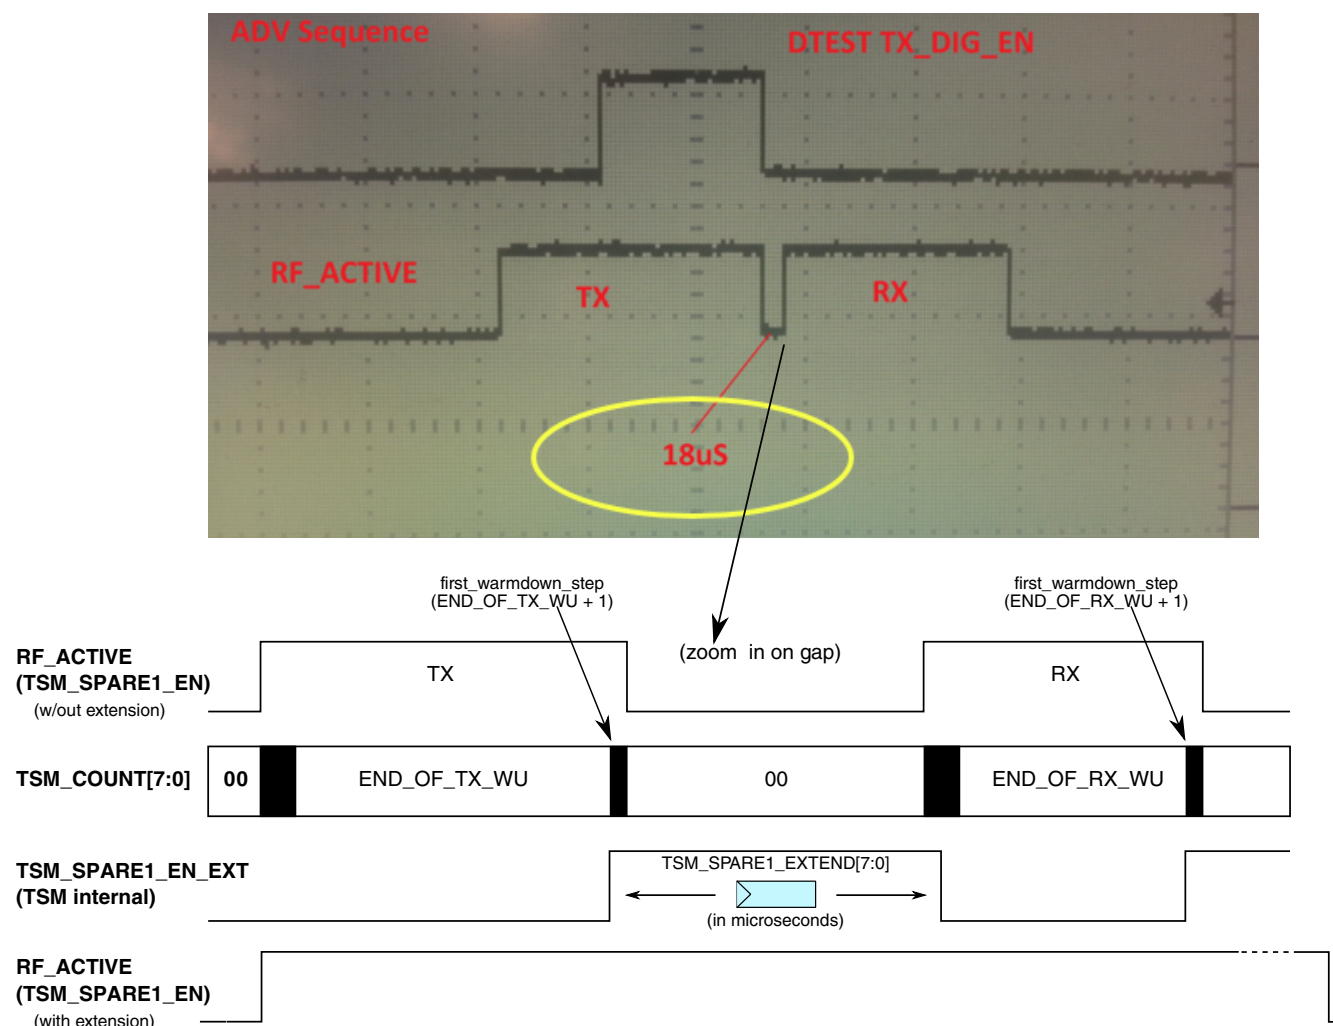 ADV Sequence
DTEST TX_DIG_EN
RF_ACTIVE
TX
RX
18uS
first_warmdown_step
(END_OF_TX_WU + 1)
first_warmdown_step
(END_OF_RX_WU + 1)
RF_ACTIVE
(TSM_SPARE1_EN)
(w/out extension)
TX
(zoom in on gap)
RX
TSM_COUNT[7:0]
00
END_OF_TX_WU
00
END_OF_RX_WU
TSM_SPARE1_EN_EXT
(TSM internal)
TSM_SPARE1_EXTEND[7:0]
(in microseconds)
RF_ACTIVE
(TSM_SPARE1_EN)
(with extension)